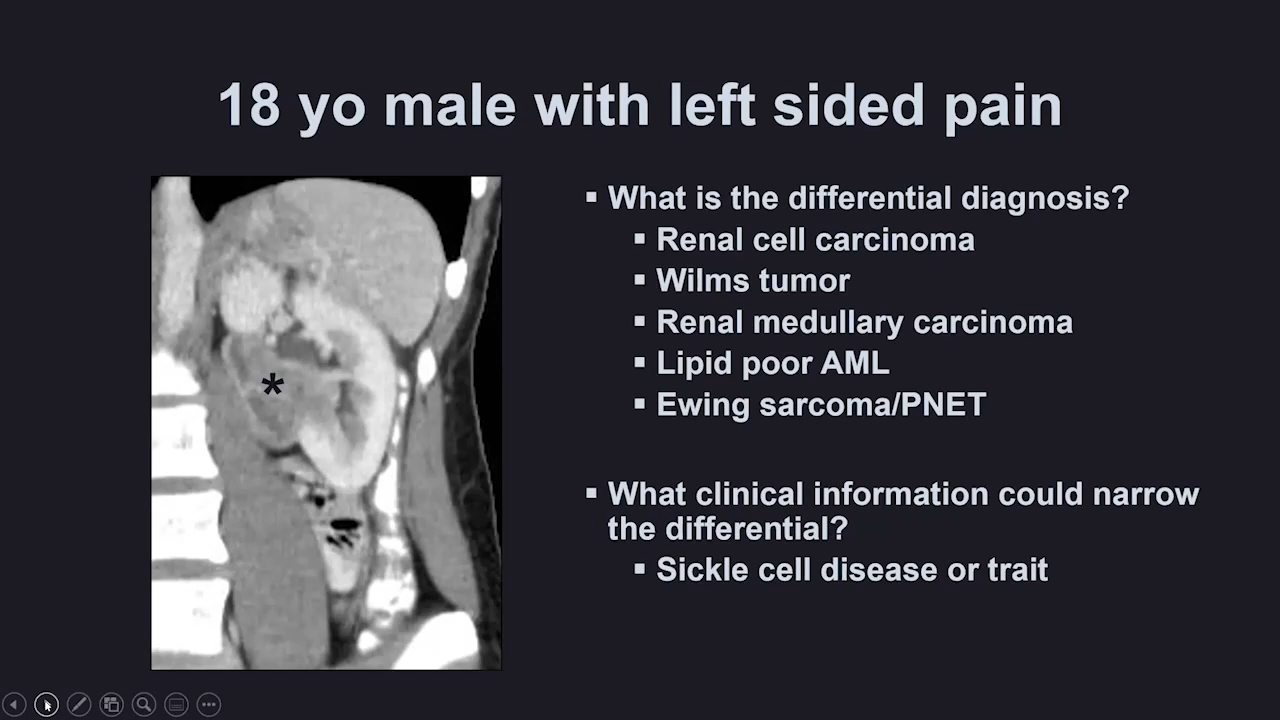 18 yo male with left sided pain
▪ What is the differential diagnosis?
▪ Renal cell carcinoma
▪ Wilms tumor
▪ Renal medullary carcinoma
▪ Lipid poor AML
▪ Ewing sarcoma/PNET
*
▪ What clinical information could narrow
the differential?
▪ Sickle cell disease or trait